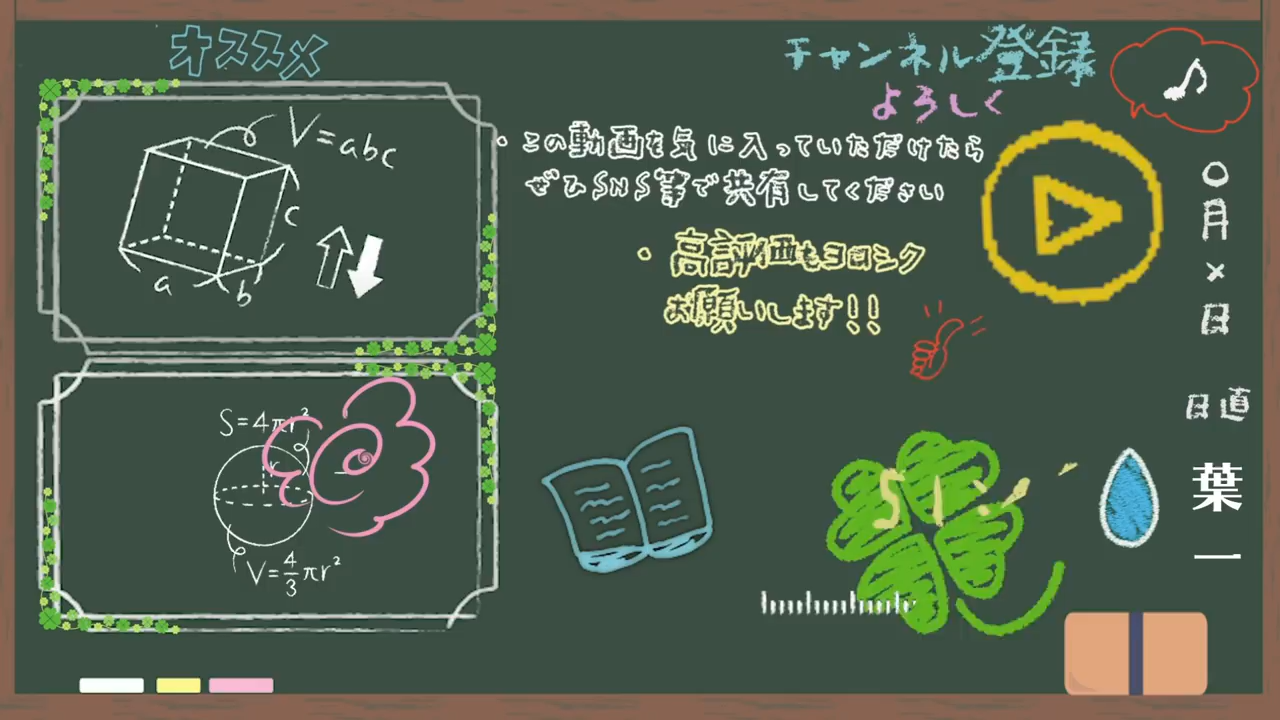 オススメ
V=abc
c
a
b
S=4πr²
r
V=4/3πr²
チャンネル登録
よろしく
・この動画を気に入っていただけたら
ぜひSNS等で共有してください
・高評価もヨロシク
お願いします!!
〇月×日
日直
葉一